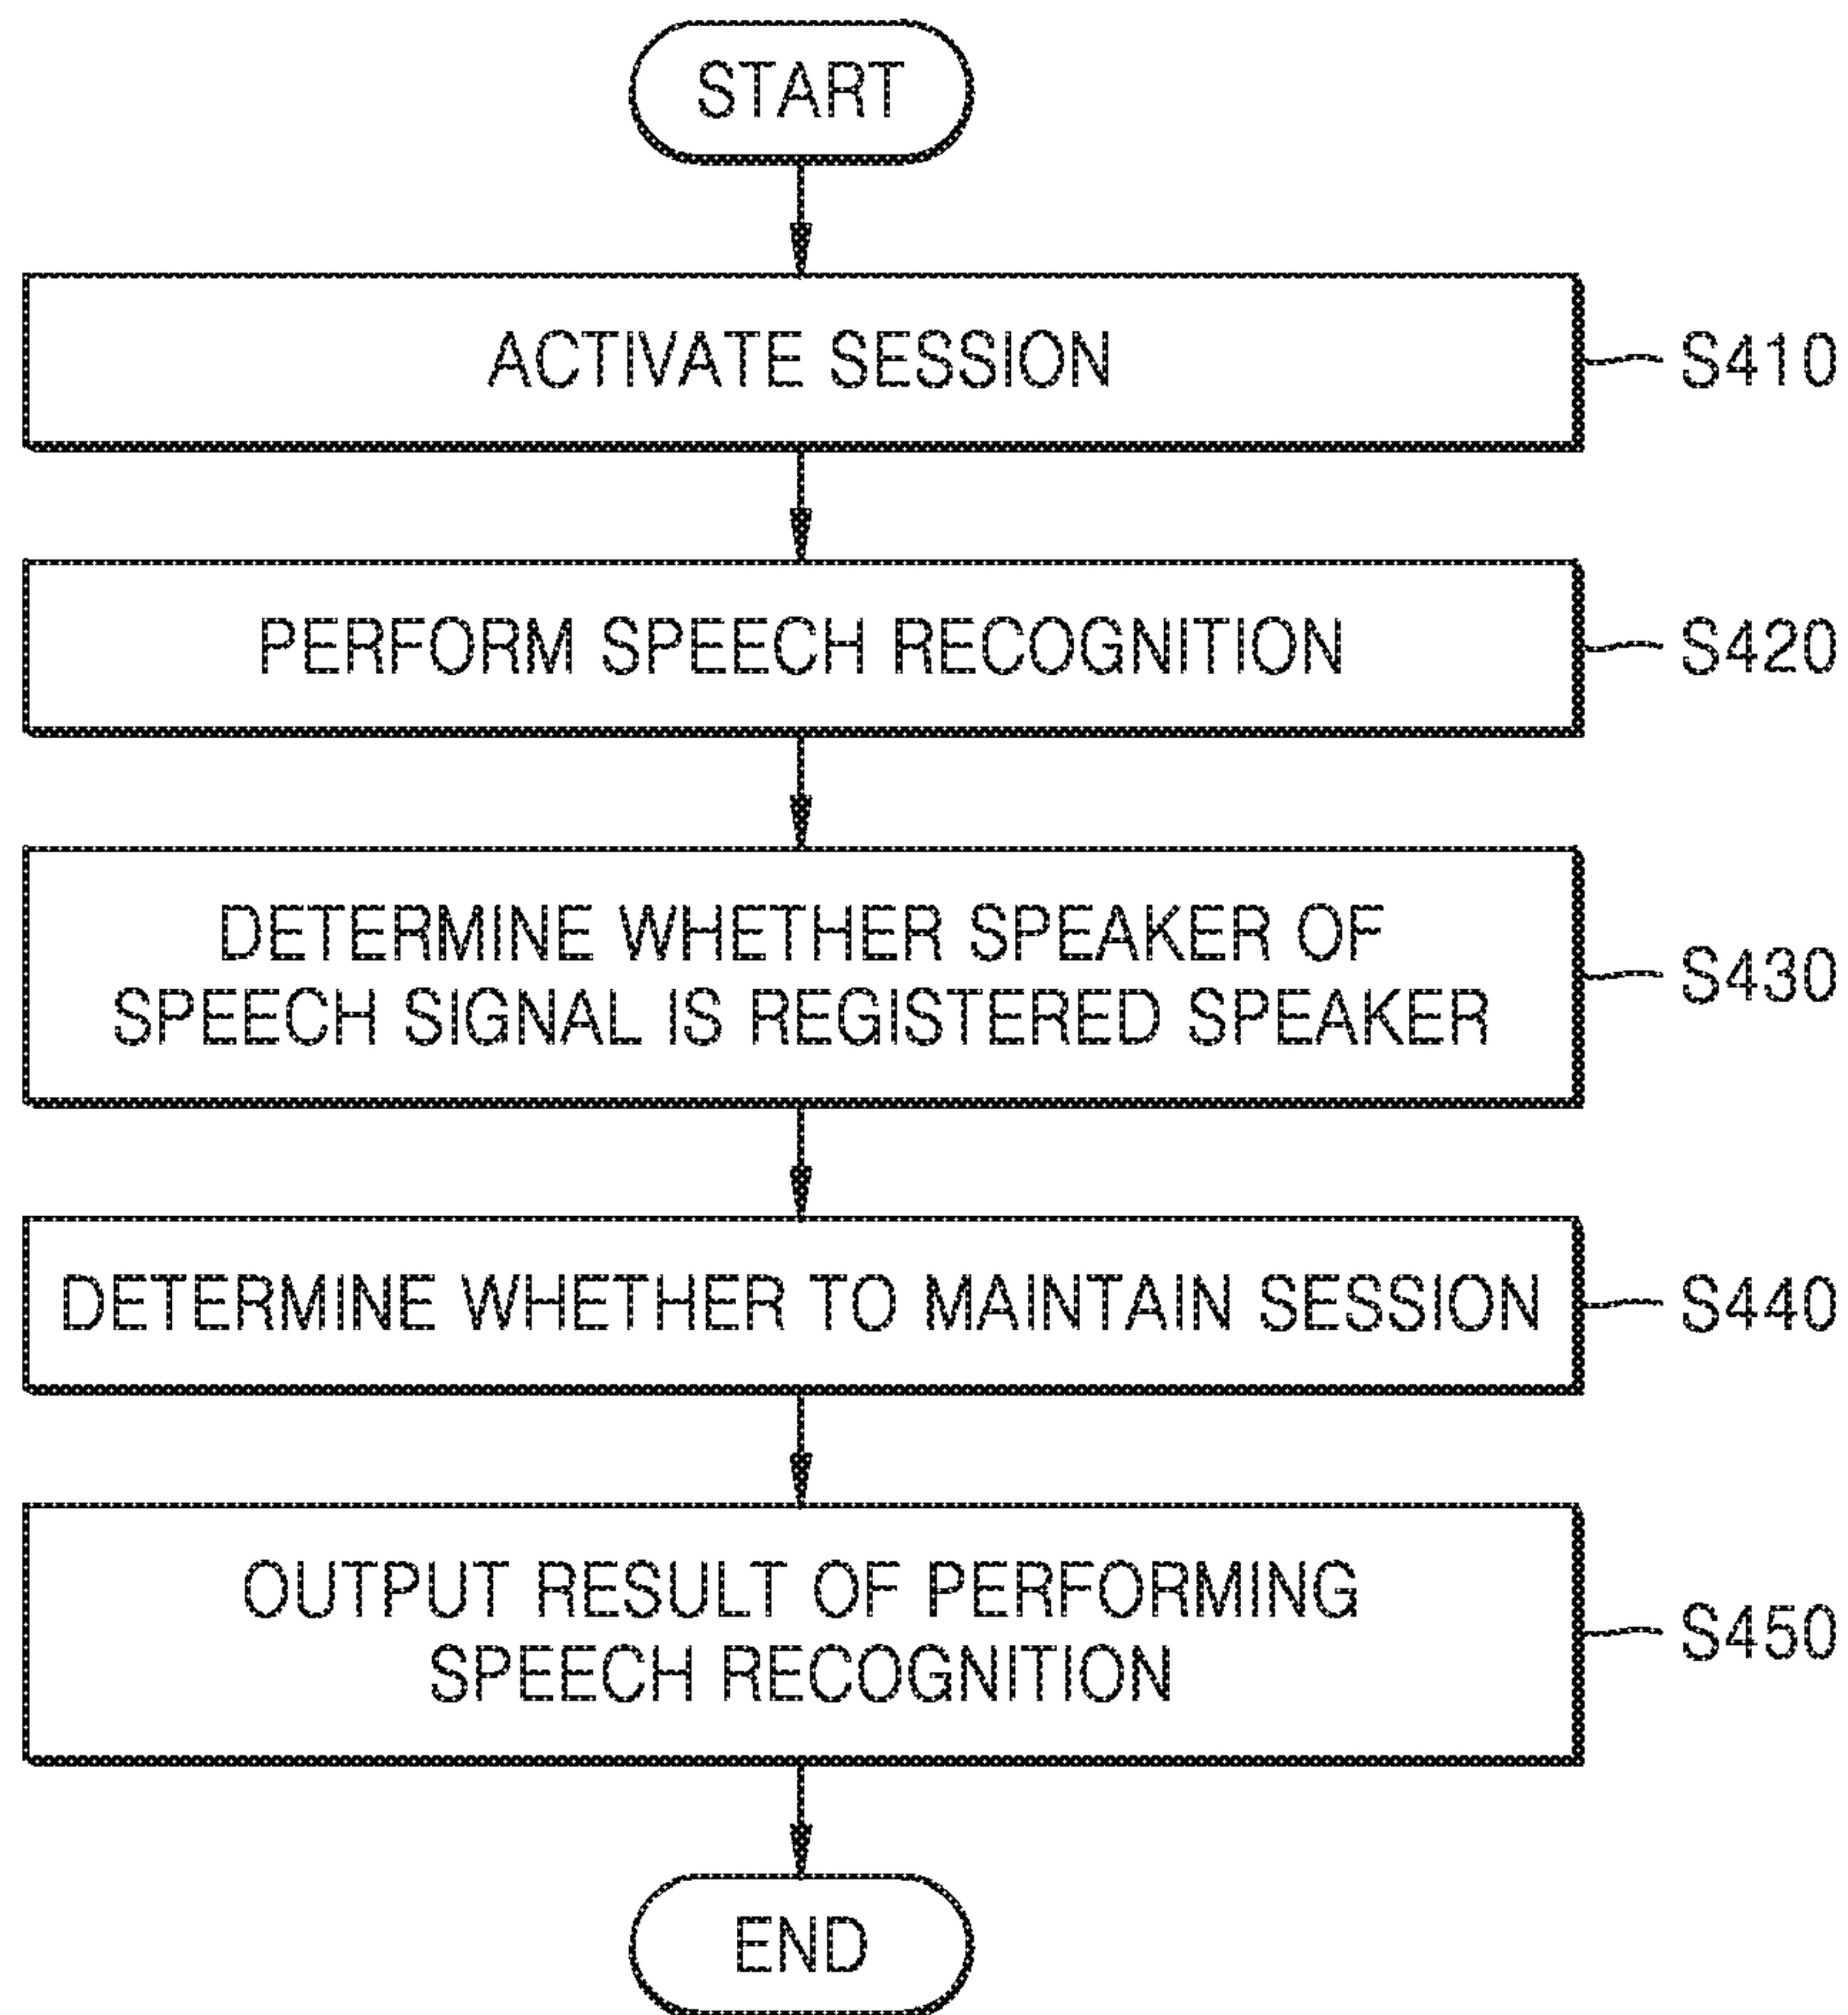 START
ACTIVATE SESSION
S410
PERFORM SPEECH RECOGNITION
S420
DETERMINE WHETHER SPEAKER OF
SPEECH SIGNAL IS REGISTERED SPEAKER
S430
DETERMINE WHETHER TO MAINTAIN SESSION
S440
OUTPUT RESULT OF PERFORMING
SPEECH RECOGNITION
S450
END